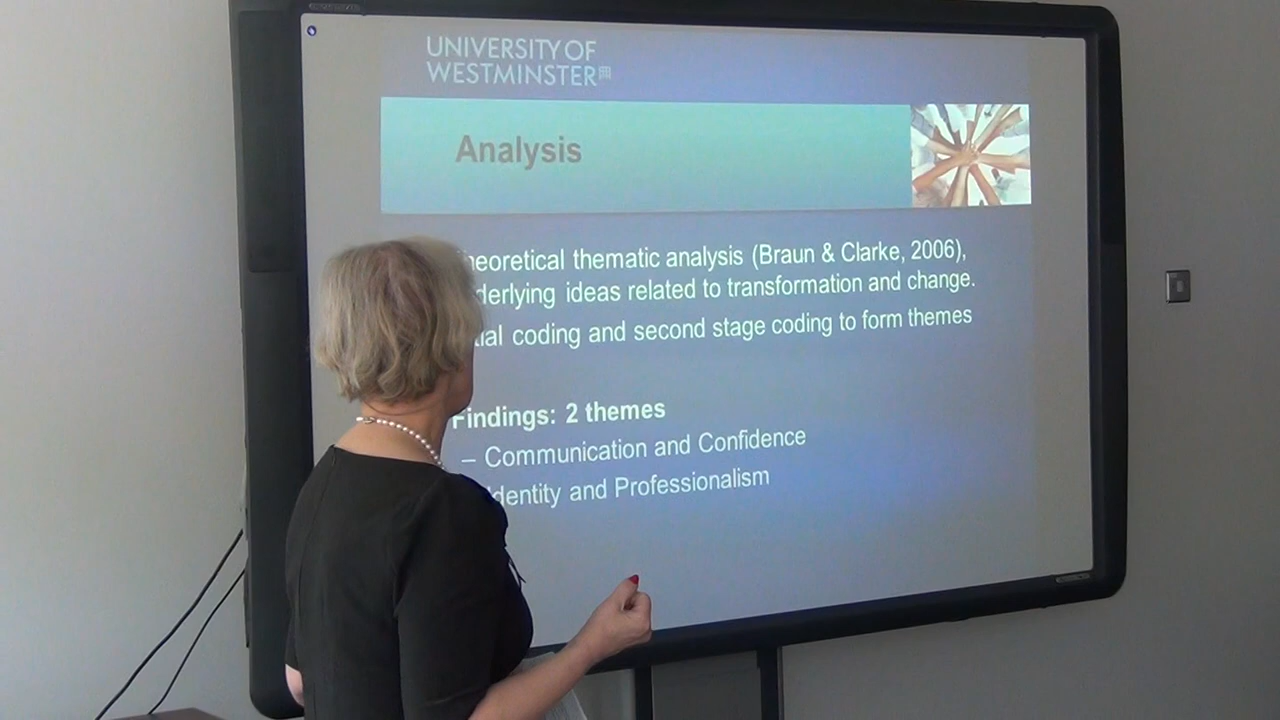 UNIVERSITY OF
WESTMINSTER
Analysis
heoretical thematic analysis (Braun & Clarke, 2006),
derlying ideas related to transformation and change.
ial coding and second stage coding to form themes
Findings: 2 themes
– Communication and Confidence
Identity and Professionalism